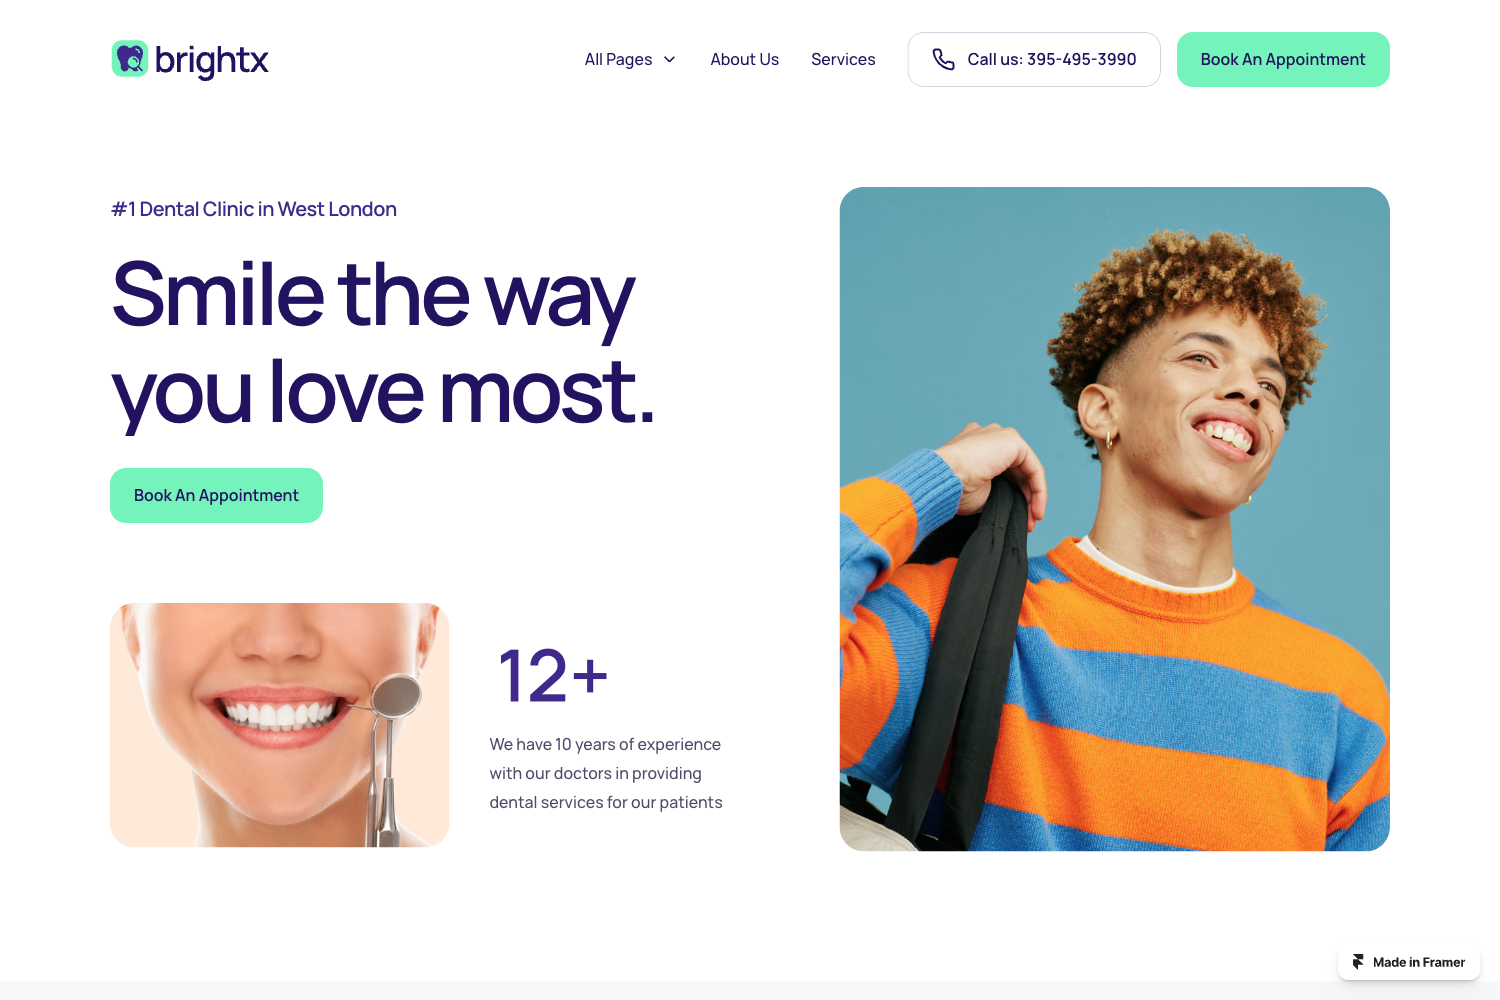 brightx
All Pages
About Us
Services
Call us: 395-495-3990
Book An Appointment
#1 Dental Clinic in West London
Smile the way
you love most.
Book An Appointment
12+
We have 10 years of experience
with our doctors in providing
dental services for our patients
Made in Framer